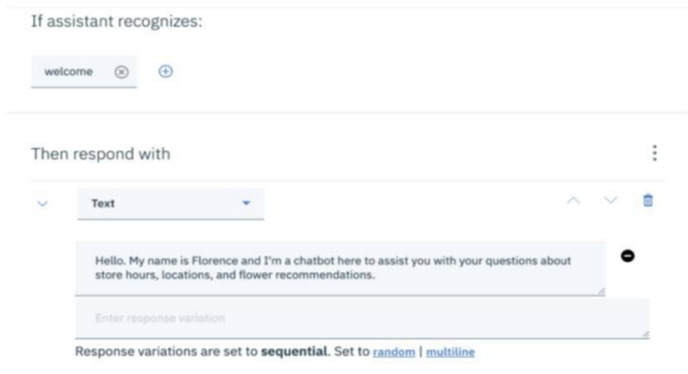 If assistant recognizes:
welcome
Then respond with
Text
Hello. My name is Florence and I'm a chatbot here to assist you with your questions about
store hours, locations, and flower recommendations.
Enter response variation
Response variations are set to sequential. Set to random | multiline